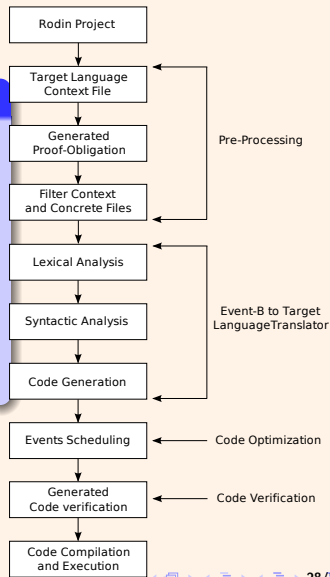 Rodin Project
Target Language
Context File
Generated
Proof-Obligation
Pre-Processing
Filter Context
and Concrete Files
Lexical Analysis
Syntactic Analysis
Event-B to Target
LanguageTranslator
Code Generation
Events Scheduling
Code Optimization
Generated
Code verification
Code Verification
Code Compilation
and Execution